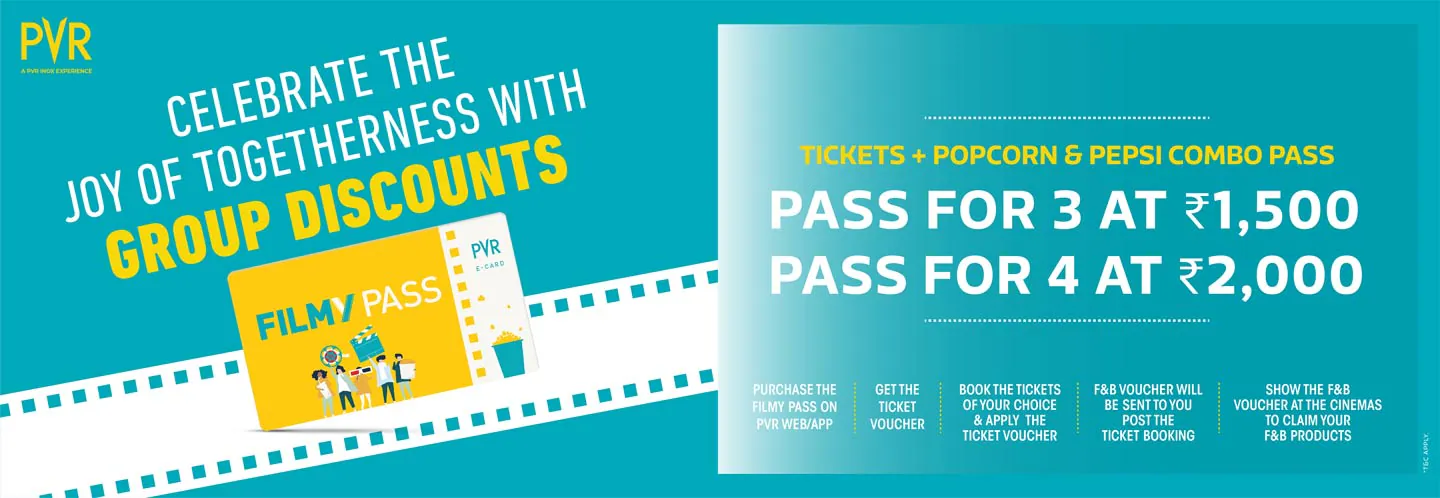 PVR
A PVR INOX EXPERIENCE
CELEBRATE THE
JOY OF TOGETHERNESS WITH
GROUP DISCOUNTS
FILMY PASS
PVR
E-CARD
TICKETS + POPCORN & PEPSI COMBO PASS
PASS FOR 3 AT ₹1,500
PASS FOR 4 AT ₹2,000
PURCHASE THE
FILMY PASS ON
PVR WEB/APP
GET THE
TICKET
VOUCHER
BOOK THE TICKETS
OF YOUR CHOICE
& APPLY THE
TICKET VOUCHER
F&B VOUCHER WILL
BE SENT TO YOU
POST THE
TICKET BOOKING
SHOW THE F&B
VOUCHER AT THE CINEMAS
TO CLAIM YOUR
F&B PRODUCTS
*T&C APPLY.